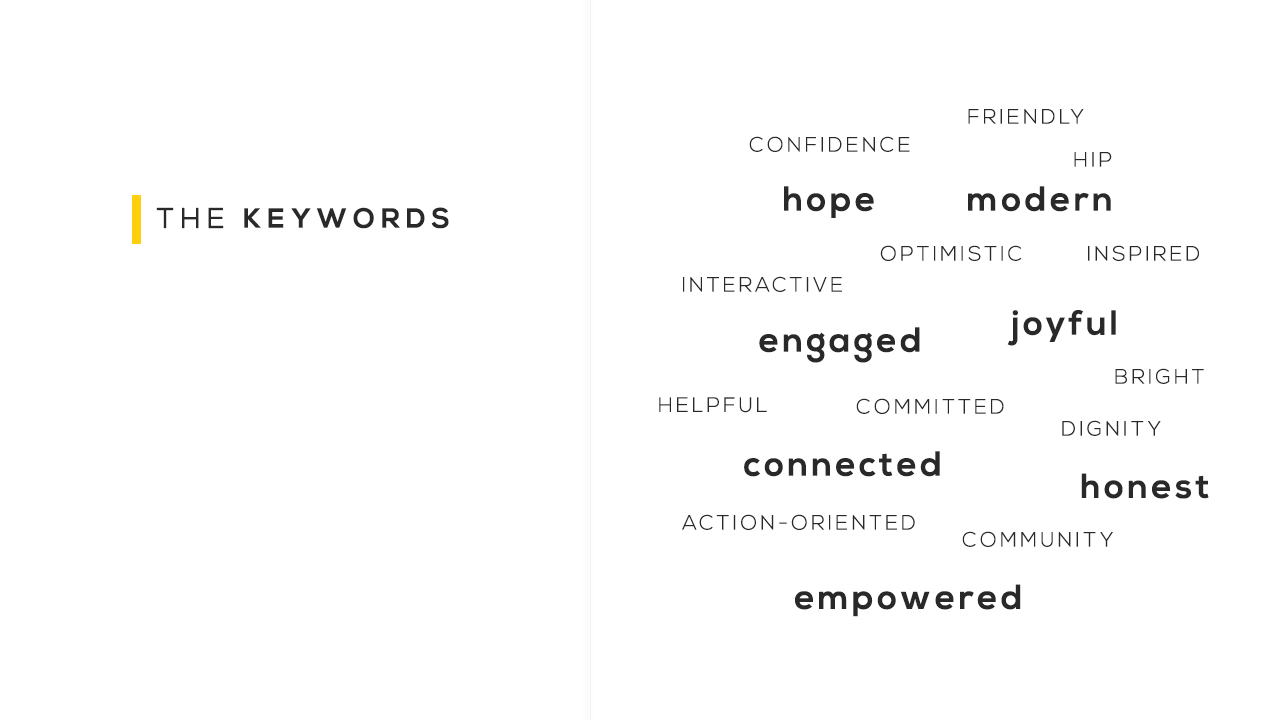 THE KEYWORDS
FRIENDLY
CONFIDENCE
HIP
hope
modern
OPTIMISTIC
INSPIRED
INTERACTIVE
joyful
engaged
BRIGHT
HELPFUL
COMMITTED
DIGNITY
connected
honest
ACTION-ORIENTED
COMMUNITY
empowered